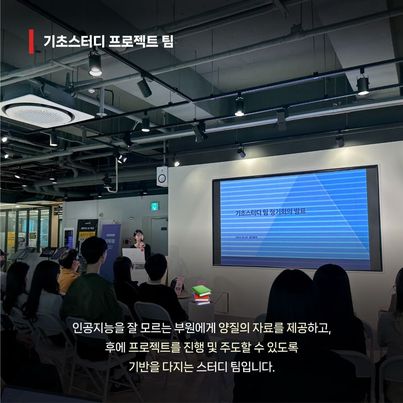 기초스터디 프로젝트 팀
기초스터디 팀 정기회의 발표
인공지능을 잘 모르는 부원에게 양질의 자료를 제공하고,
후에 프로젝트를 진행 및 주도할 수 있도록
기반을 다지는 스터디 팀입니다.